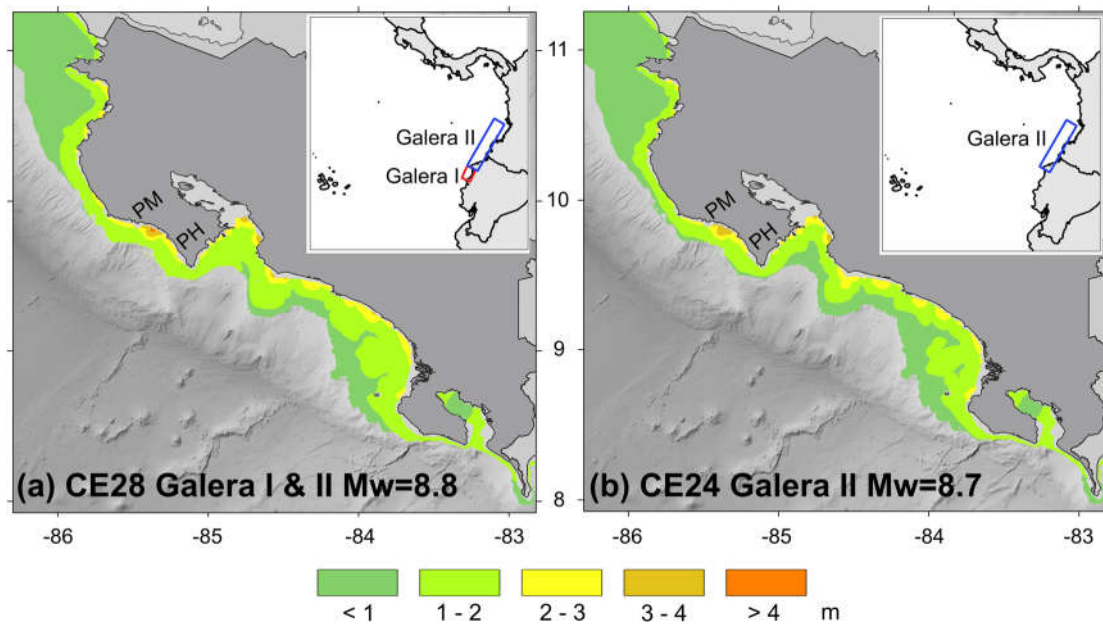 Galera II
Galera I
PM
PH
(a) CE28 Galera I & II Mw=8.8
-86 -85 -84 -83
11
10
9
8
Galera II
PM
PH
(b) CE24 Galera II Mw=8.7
-86 -85 -84 -83
< 1 1 - 2 2 - 3 3 - 4 > 4 m